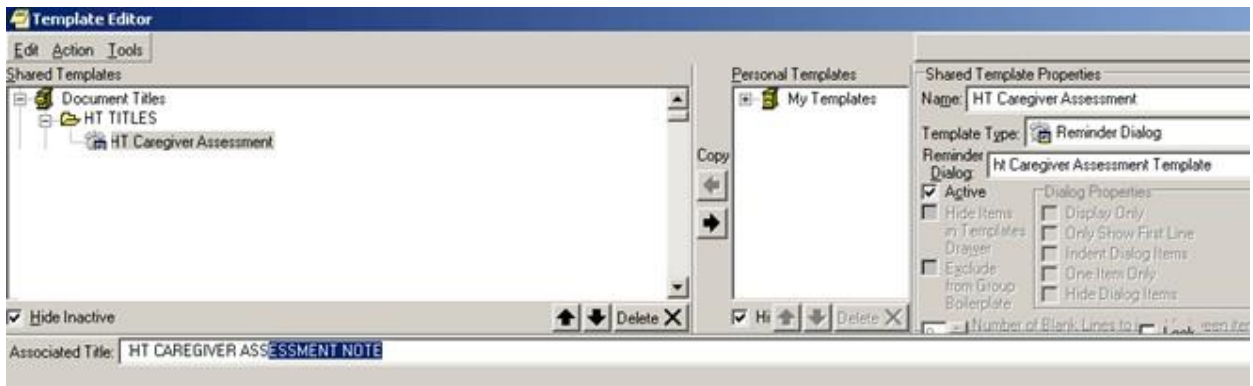 Template Editor
Edit Action Tools
Shared Templates
Document Titles
HT TITLES
HT Caregiver Assessment
Hide Inactive
Delete
Copy
Personal Templates
My Templates
Hi
Delete
Shared Template Properties
Name: HT Caregiver Assessment
Template Type: Reminder Dialog
Reminder Dialog: ht Caregiver Assessment Template
Active
Hide Items
in Templates
Drawer
Exclude
from Group
Boilerplate
Dialog Properties
Display Only
Only Show First Line
Indent Dialog Items
One Item Only
Hide Dialog Items
Number of Blank Lines to
Associated Title: HT CAREGIVER ASSESSMENT NOTE